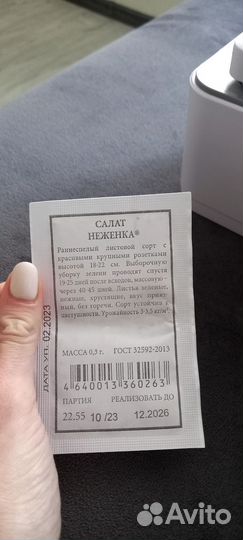 САЛАТ
НЕЖЕНКА®
Раннеспелый листовой сорт с
красивыми крупными розетками
высотой 18-22 см. Выборочную
уборку зелени проводят спустя
19-25 дней после всходов, массовую
через 40-45 дней. Листья зеленые,
нежные, хрустящие, вкус прият-
ный, без горечи. Сорт устойчив к
цветушности. Урожайность 3-3,5 кг/м².
МАССА 0,5 г. ГОСТ 32592-2013
4 640013 360263
ПАРТИЯ РЕАЛИЗОВАТЬ ДО
22.55 10/23 12.2026
ДАТА УП. 02.2023
Avito